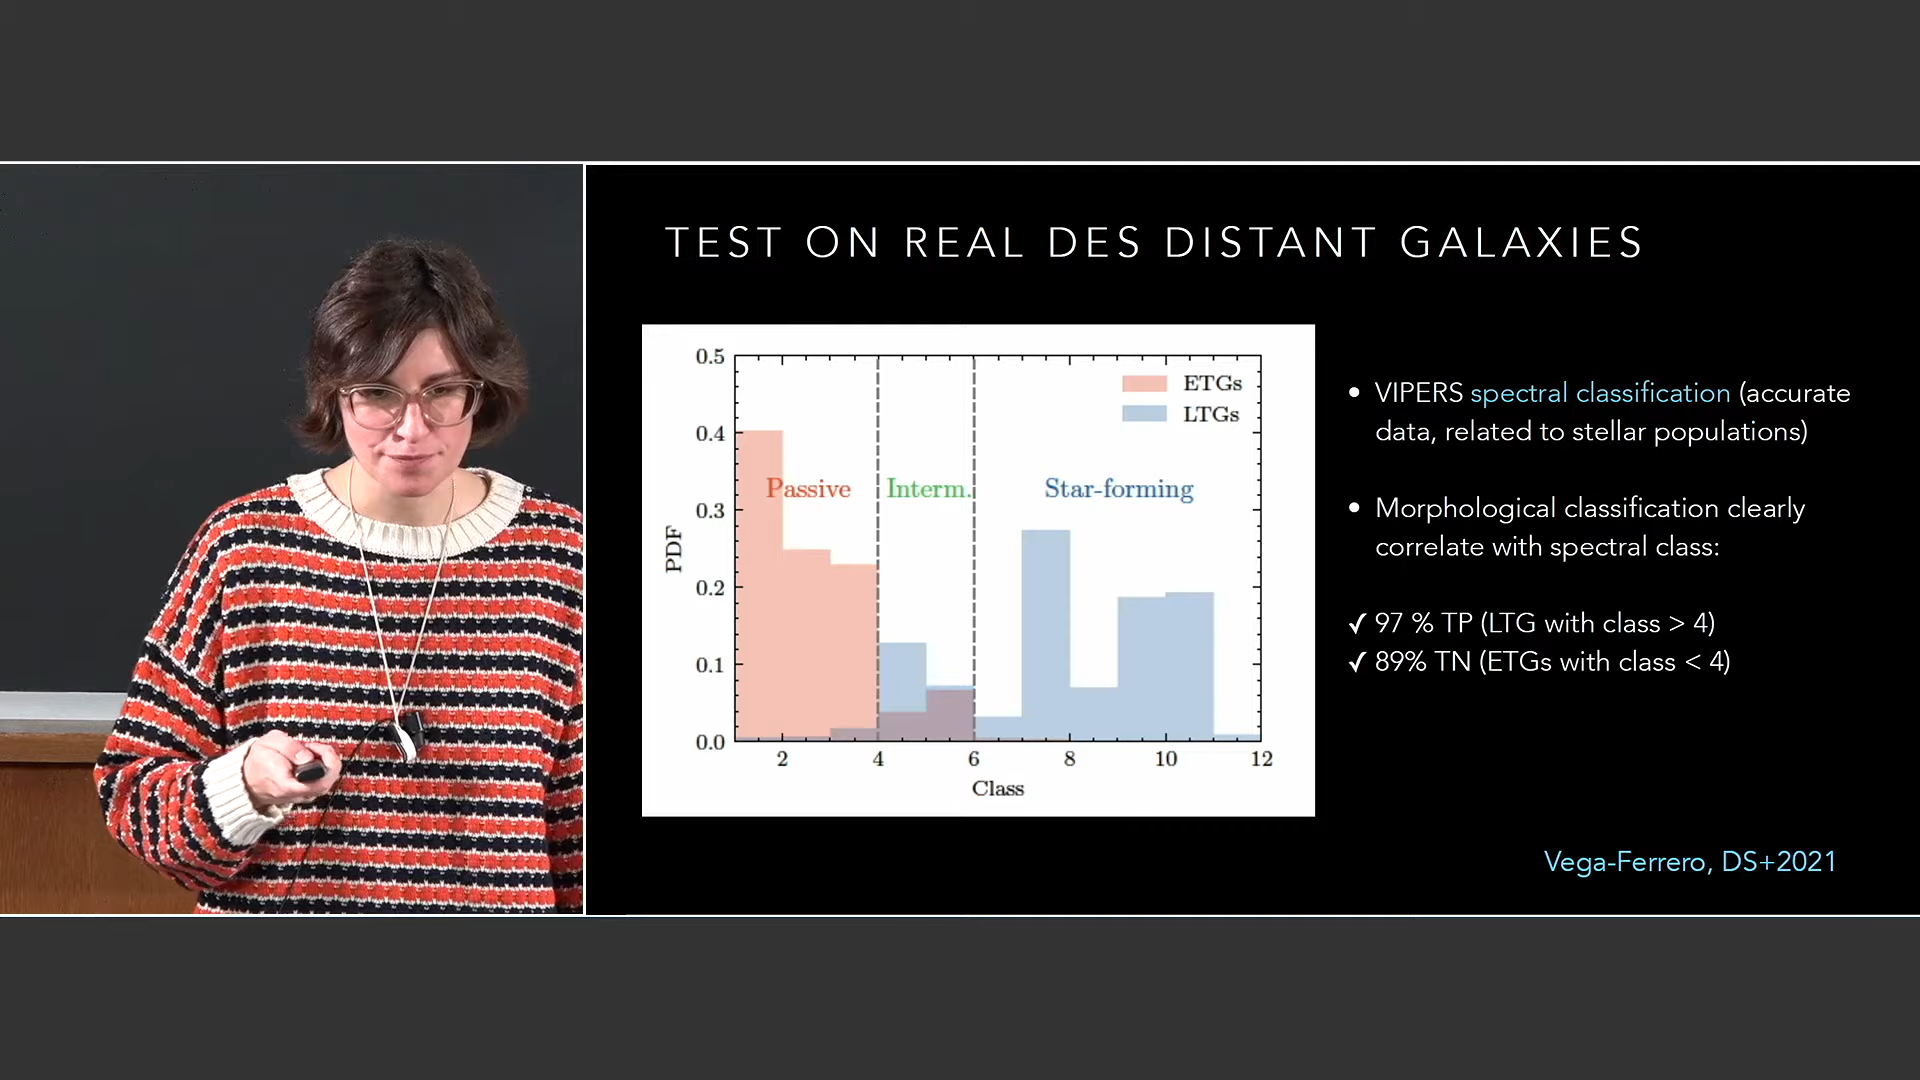 TEST ON REAL DES DISTANT GALAXIES
0.5
0.4
0.3
0.2
0.1
0.0
PDF
ETGs
LTGs
Passive
Interm.
Star-forming
2 4 6 8 10 12
Class
• VIPERS spectral classification (accurate
data, related to stellar populations)
• Morphological classification clearly
correlate with spectral class:
✓ 97 % TP (LTG with class > 4)
✓ 89% TN (ETGs with class < 4)
Vega-Ferrero, DS+2021